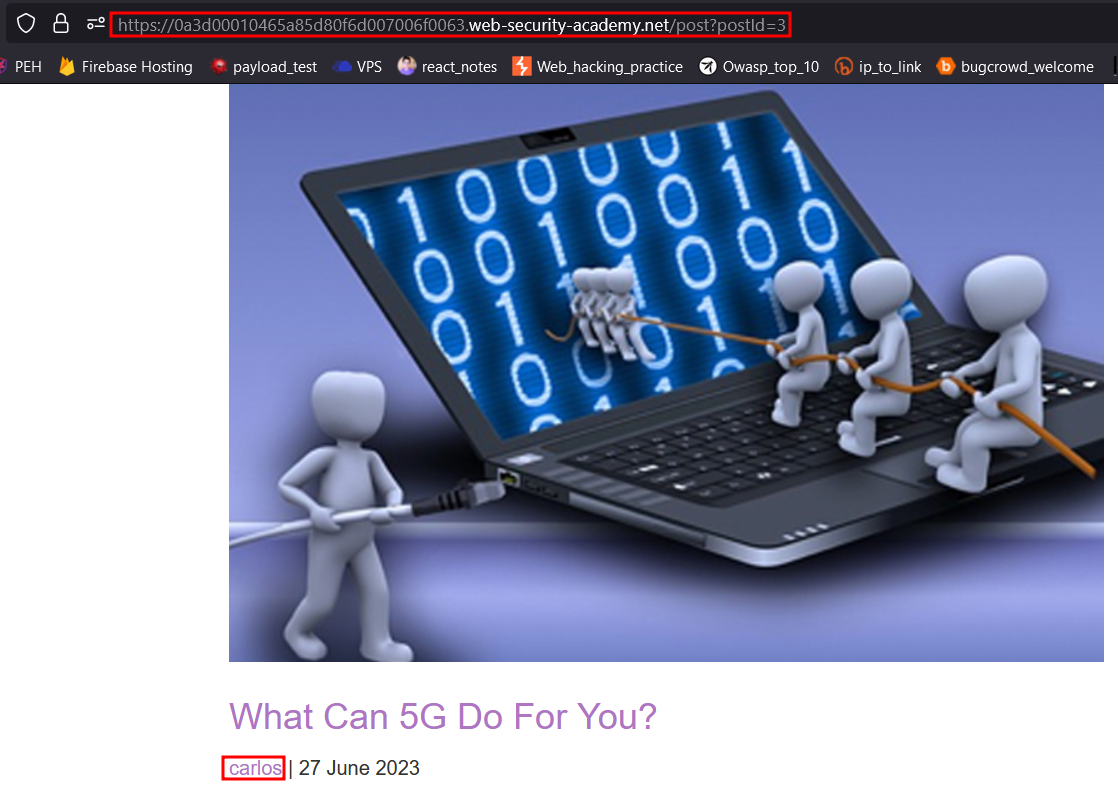 https://0a3d00010465a85d80f6d007006f0063.web-security-academy.net/post?postId=3
PEH Firebase Hosting payload_test VPS react_notes Web_hacking_practice Owasp_top_10 ip_to_link bugcrowd_welcome
What Can 5G Do For You?
carlos | 27 June 2023